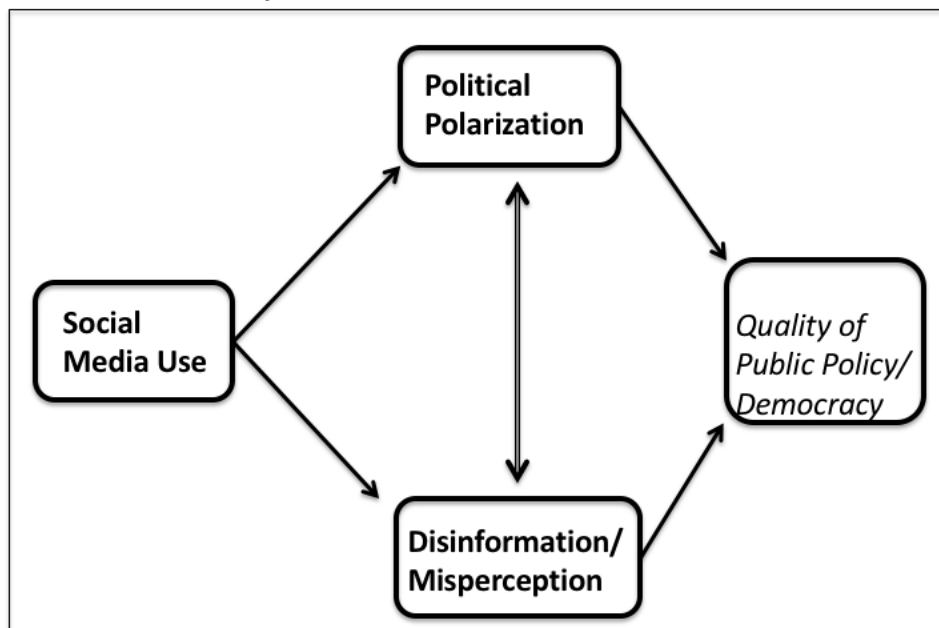 Political
Polarization
Social
Media Use
Quality of
Public Policy/
Democracy
Disinformation/
Misperception